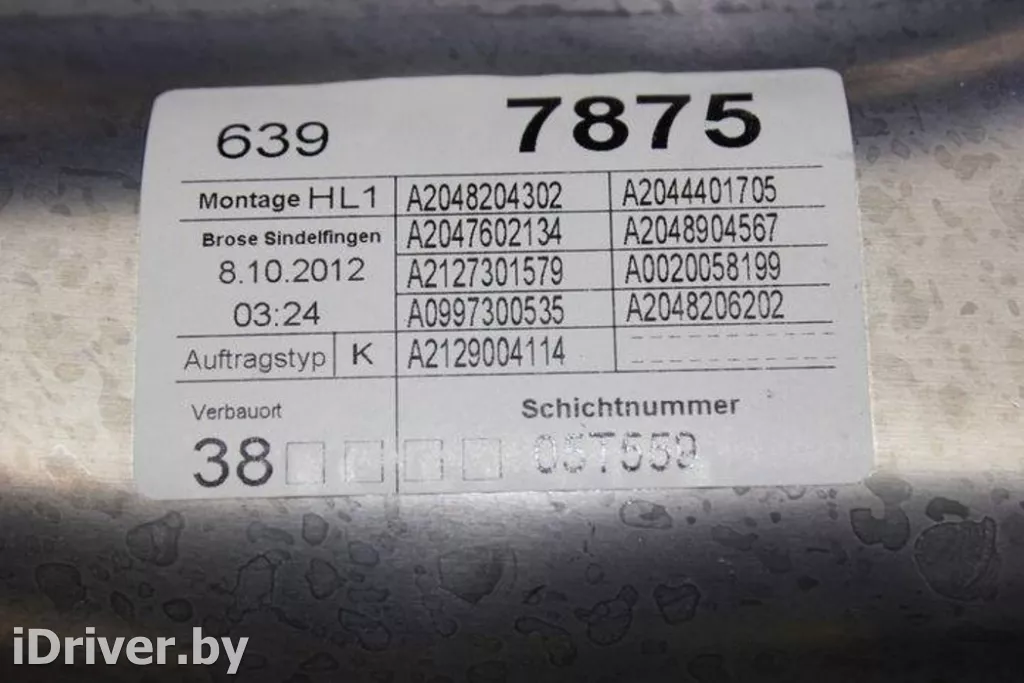 639 7875
Montage HL1 A2048204302 A2044401705
Brose Sindelfingen A2047602134 A2048904567
8.10.2012 A2127301579 A0020058199
03:24 A0997300535 A2048206202
Auftragstyp K A2129004114
Verbauort Schichtnummer
38 05T559
iDriver.by